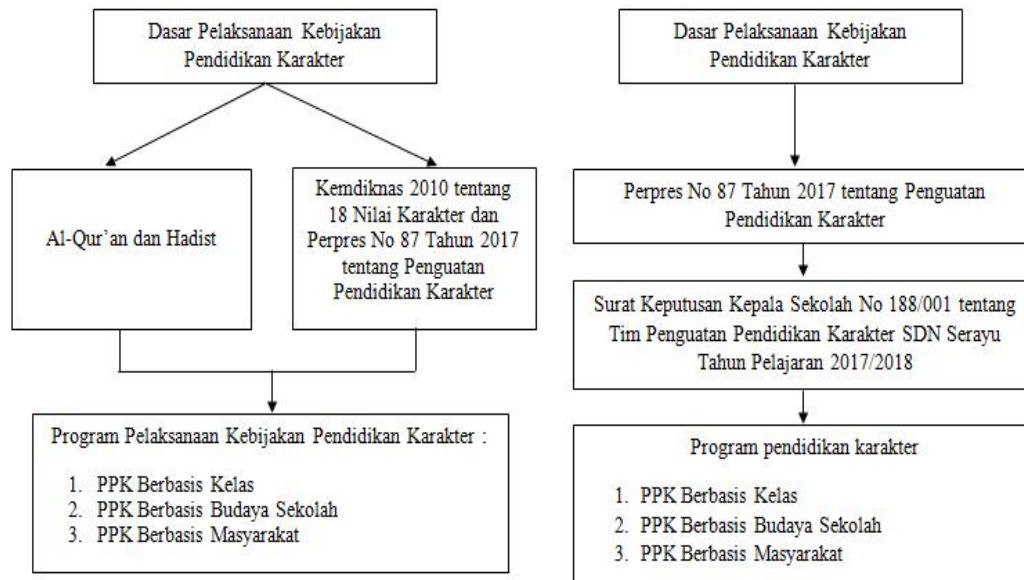 Dasar Pelaksanaan Kebijakan
Pendidikan Karakter
Al-Qur'an dan Hadist
Kemdiknas 2010 tentang
18 Nilai Karakter dan
Perpres No 87 Tahun 2017
tentang Penguatan
Pendidikan Karakter
Program Pelaksanaan Kebijakan Pendidikan Karakter :
1. PPK Berbasis Kelas
2. PPK Berbasis Budaya Sekolah
3. PPK Berbasis Masyarakat
Dasar Pelaksanaan Kebijakan
Pendidikan Karakter
Perpres No 87 Tahun 2017 tentang Penguatan
Pendidikan Karakter
Surat Keputusan Kepala Sekolah No 188/001 tentang
Tim Penguatan Pendidikan Karakter SDN Serayu
Tahun Pelajaran 2017/2018
Program pendidikan karakter
1. PPK Berbasis Kelas
2. PPK Berbasis Budaya Sekolah
3. PPK Berbasis Masyarakat